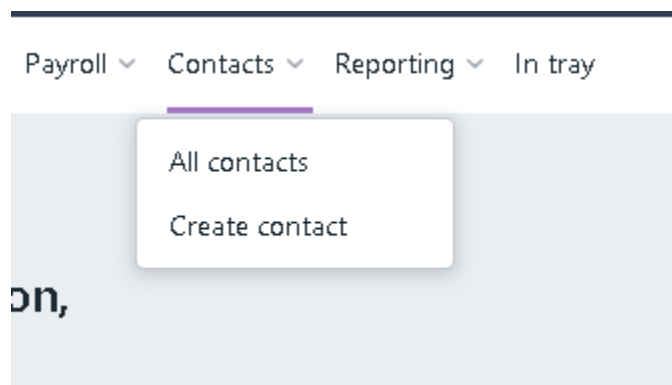 Payroll Contacts Reporting In tray
All contacts
Create contact
on,